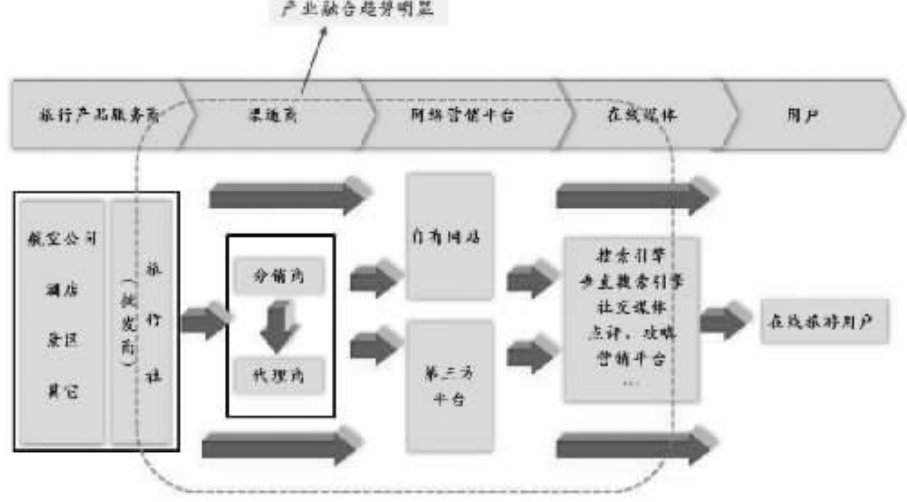 产业融合趋势明显
旅行产品服务商
渠道商
网络营销平台
在线媒体
用户
航空公司
酒店
景区
其它
旅行社
(批发商)
分销商
代理商
自有网站
第三方
平台
搜索引擎
垂直搜索引擎
社交媒体
点评、攻略
营销平台
...
在线旅游用户